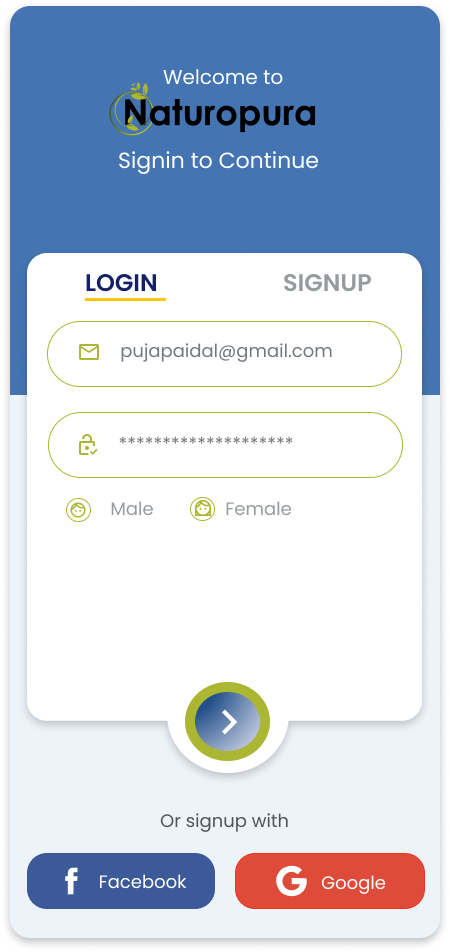 Welcome to
Naturopura
Signin to Continue
LOGIN SIGNUP
pujapaidal@gmail.com
********************
Male Female
Or signup with
f Facebook G Google